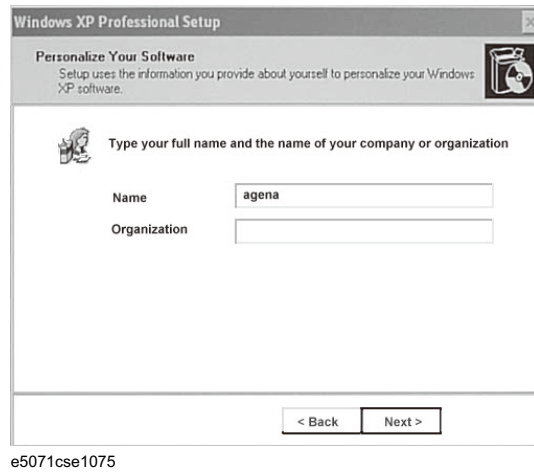 Windows XP Professional Setup
Personalize Your Software
Setup uses the information you provide about yourself to personalize your Windows
XP software.
Type your full name and the name of your company or organization
Name
agena
Organization
< Back
Next >
e5071cse1075